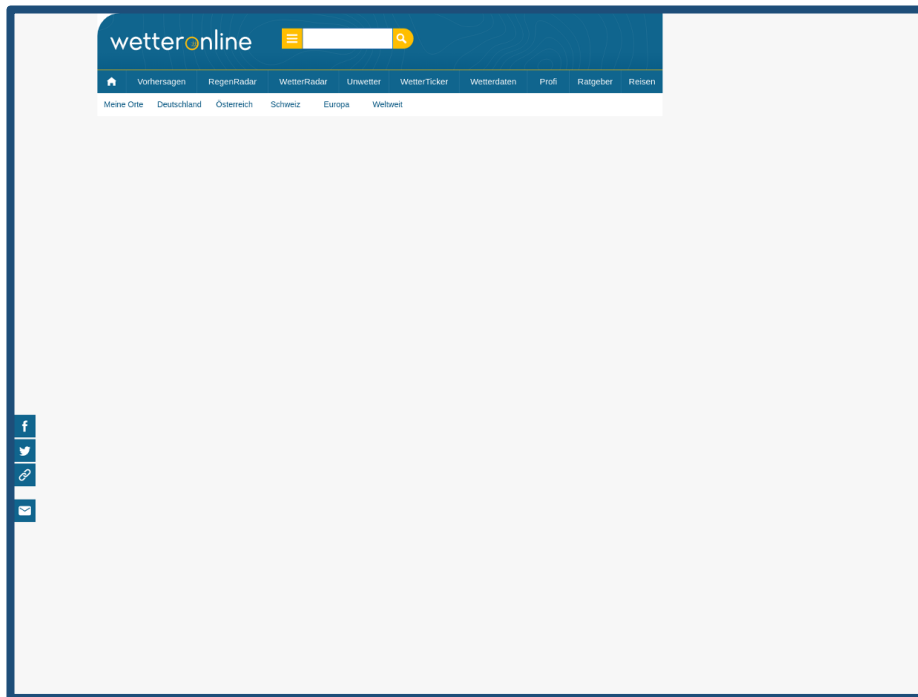 wetteronline
Vorhersagen RegenRadar WetterRadar Unwetter WetterTicker Wetterdaten Profi Ratgeber Reisen
Meine Orte Deutschland Österreich Schweiz Europa Weltweit